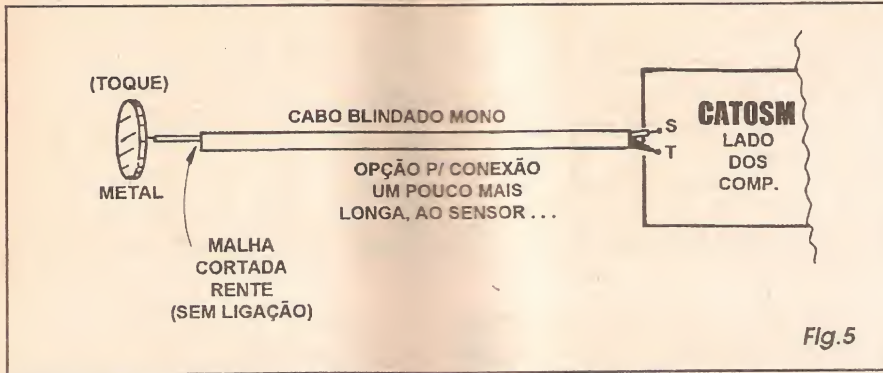 (TOQUE)
METAL
CABO BLINDADO MONO
OPÇÃO P/ CONEXÃO
UM POUCO MAIS
LONGA, AO SENSOR . . .
MALHA
CORTADA
RENTE
(SEM LIGAÇÃO)
S
T
CATOSM
LADO
DOS
COMP.
Fig.5